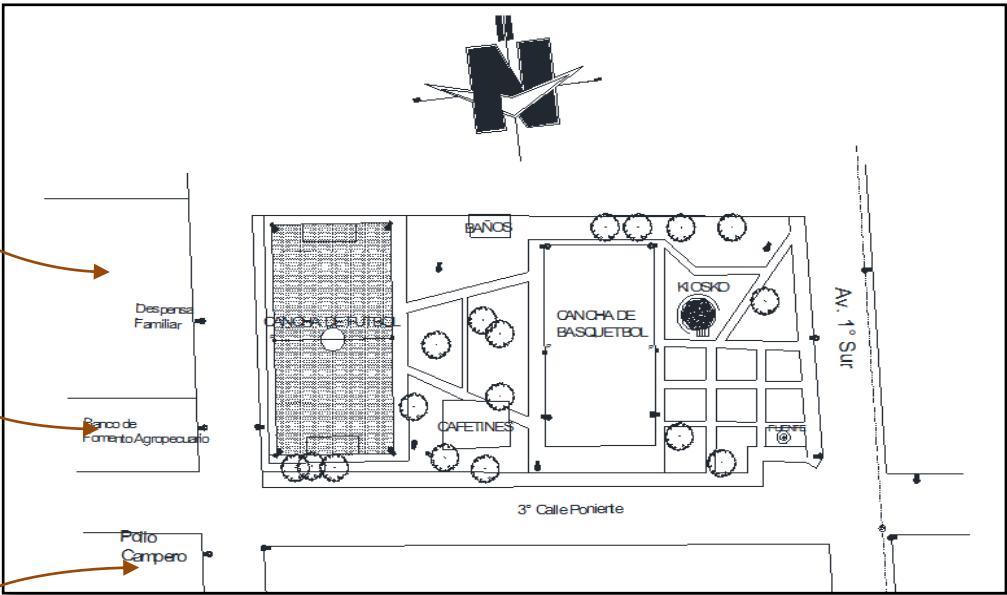 N
BAÑOS
KIOSKO
Despensa
Familiar
CANCHA DE FUTBOL
CANCHA DE
BASQUETBOL
Av. 1° Sur
Banco de
Fomento Agropecuario
CAFETINES
FUENTE
3° Calle Poniente
Pollo
Campero